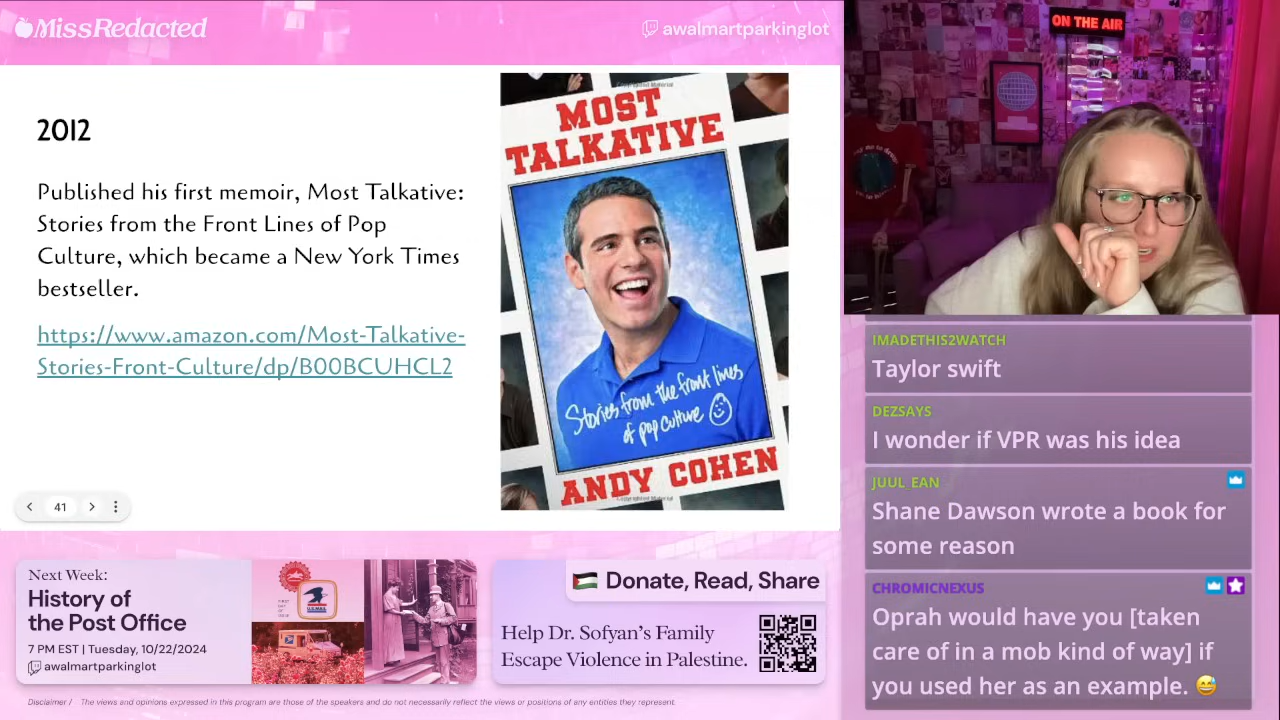 MissRedacted
awalmartparkinglot
ON THE AIR
2012
Published his first memoir, Most Talkative:
Stories from the Front Lines of Pop
Culture, which became a New York Times
bestseller.
https://www.amazon.com/Most-Talkative-
Stories-Front-Culture/dp/B00BCUHCL2
MOST
TALKATIVE
Stories from the front lines
of pop culture
ANDY COHEN
41
IMADETHIS2WATCH
Taylor swift
DEZSAYS
I wonder if VPR was his idea
JUUL_EAN
Shane Dawson wrote a book for
some reason
CHROMICNEXUS
Oprah would have you [taken
care of in a mob kind of way] if
you used her as an example. 😅
Next Week:
History of
the Post Office
7 PM EST | Tuesday, 10/22/2024
awalmartparkinglot
U.S.MAIL
🇵🇸 Donate, Read, Share
Help Dr. Sofyan's Family
Escape Violence in Palestine.
Disclaimer / The views and opinions expressed in this program are those of the speakers and do not necessarily reflect the views or positions of any entities they represent.